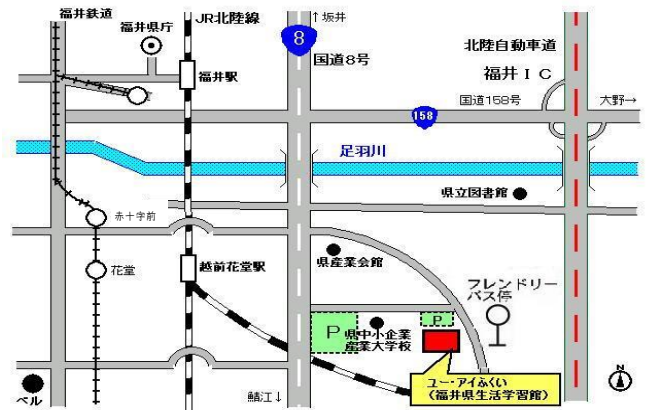 福井鉄道
福井県庁
JR北陸線
↑坂井
8
国道8号
北陸自動車道
福井IC
福井駅
国道158号
大野→
158
足羽川
県立図書館
赤十字前
県産業会館
越前花堂駅
花堂
フレンドリー
バス停
P
県中小企業
産業大学校
P
ユー・アイふくい
(福井県生活学習館)
ベル
鯖江↓
N